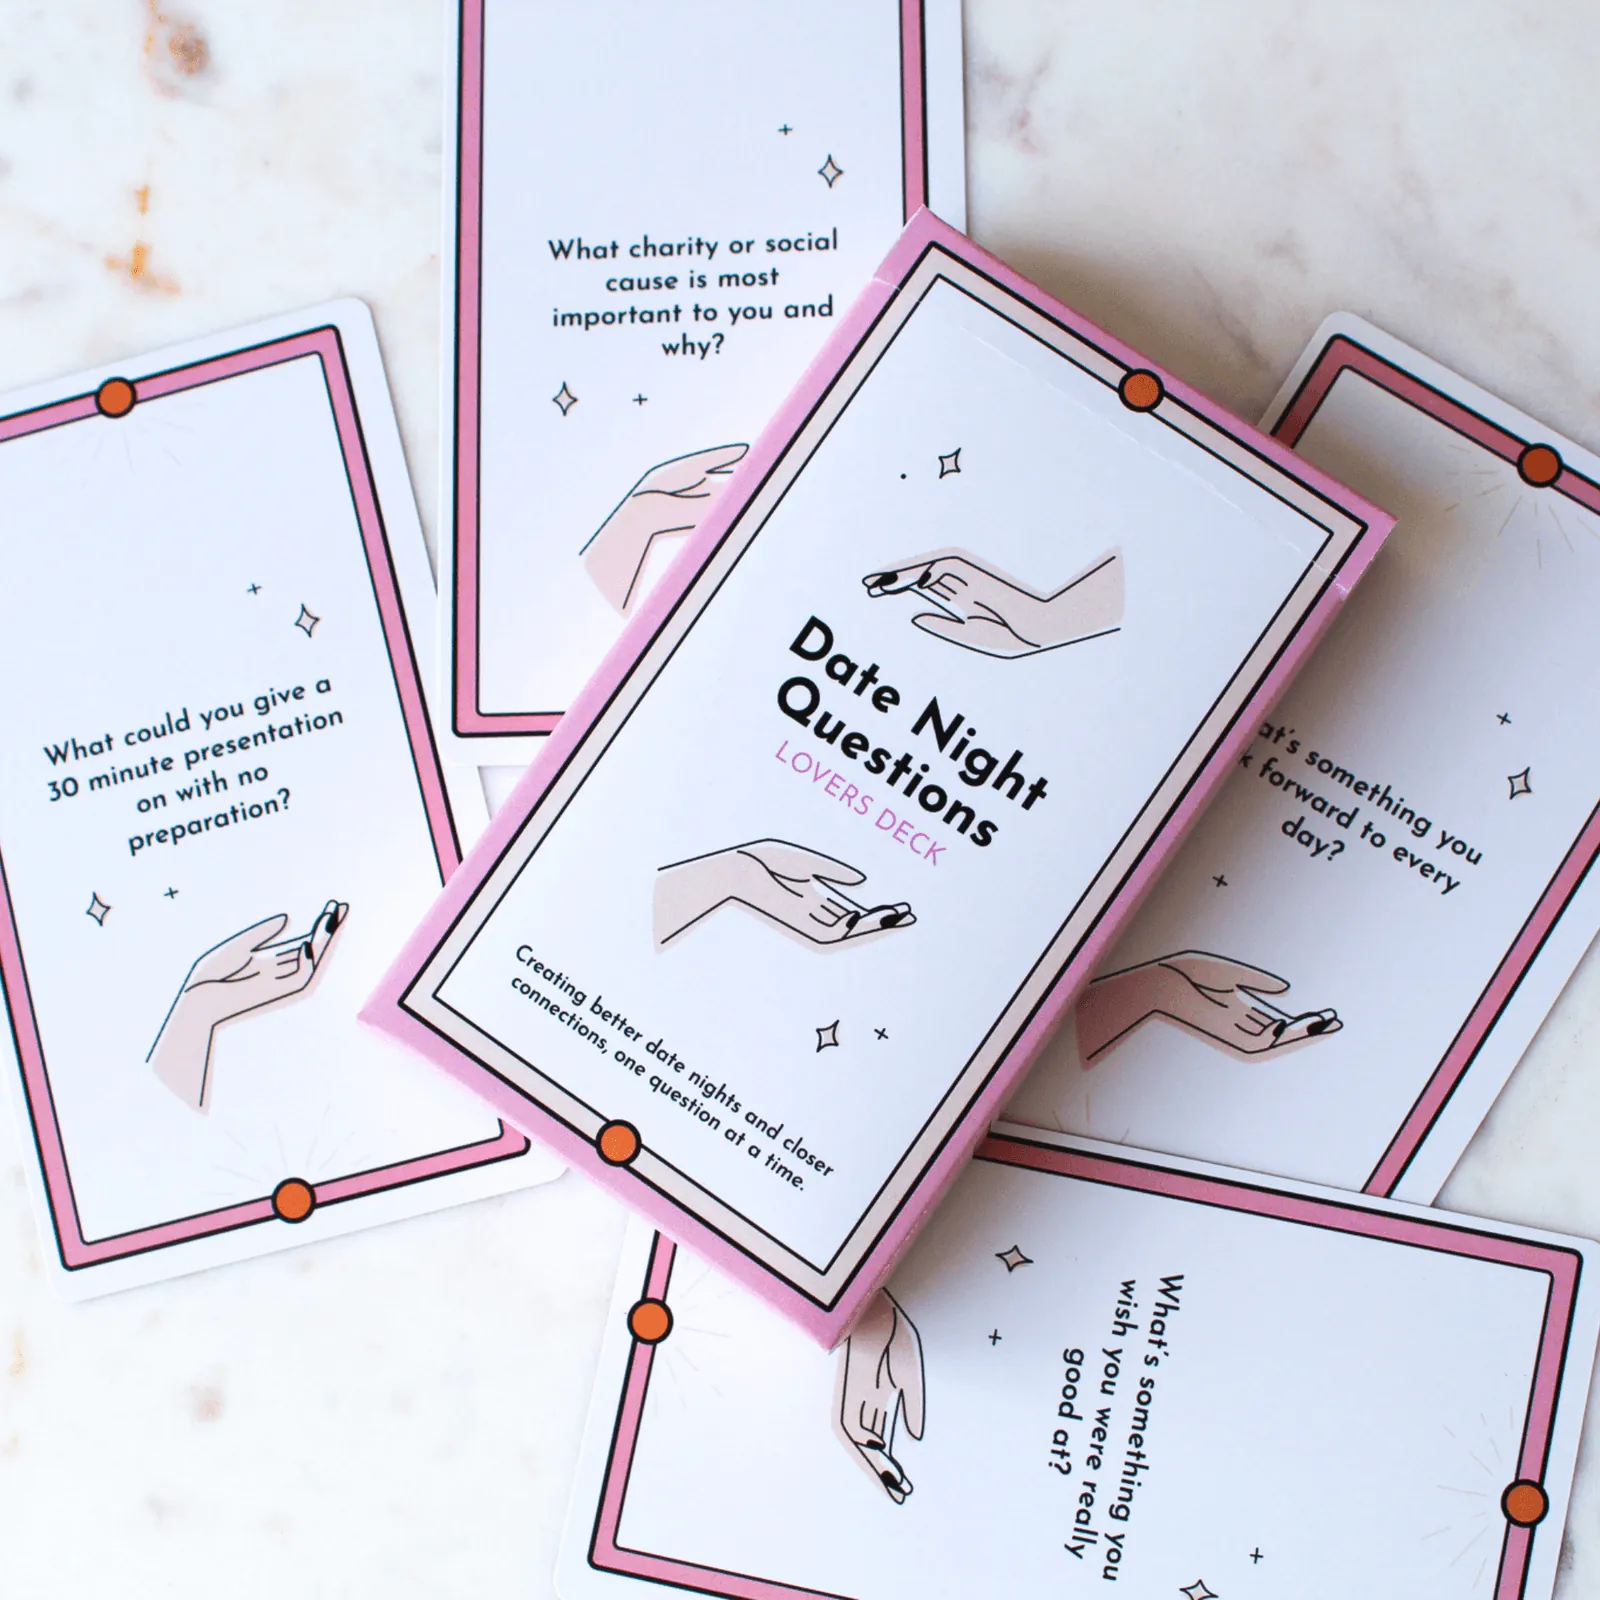 What charity or social
cause is most
important to you and
why?
What could you give a
30 minute presentation
on with no
preparation?
Date Night
Questions
LOVERS DECK
Creating better date nights and closer
connections, one question at a time.
something you
forward to every
day?
What's something you
wish you were really
good at?